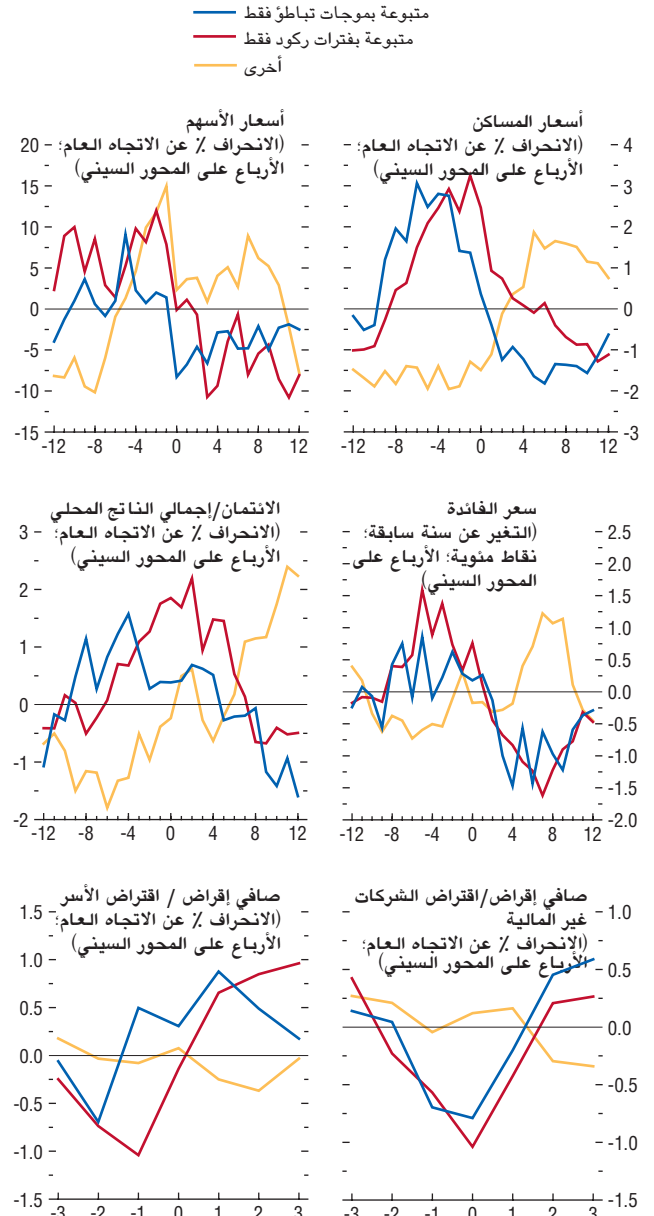 متبوعة بموجات تباطؤ فقط
متبوعة بفترات ركود فقط
أخرى
أسعار المساكن
(الانحراف ٪ عن الاتجاه العام؛
الأرباع على المحور السيني)
4
3
2
1
0
-1
-2
-3
-12 -8 -4 0 4 8 12
أسعار الأسهم
(الانحراف ٪ عن الاتجاه العام؛
الأرباع على المحور السيني)
20
15
10
5
0
-5
-10
-15
-12 -8 -4 0 4 8 12
سعر الفائدة
(التغير عن سنة سابقة؛
نقاط مئوية؛ الأرباع على
المحور السيني)
2.5
2.0
1.5
1.0
0.5
0.0
-0.5
-1.0
-1.5
-2.0
-12 -8 -4 0 4 8 12
الائتمان/إجمالي الناتج المحلي
(الانحراف ٪ عن الاتجاه العام؛
الأرباع على المحور السيني)
3
2
1
0
-1
-2
-12 -8 -4 0 4 8 12
صافي إقراض/اقتراض الشركات
غير المالية
(الانحراف ٪ عن الاتجاه العام؛
الأرباع على المحور السيني)
1.0
0.5
0.0
-0.5
-1.0
-1.5
-3 -2 -1 0 1 2 3
صافي إقراض / اقتراض الأسر
(الانحراف ٪ عن الاتجاه العام؛
الأرباع على المحور السيني)
1.5
1.0
0.5
0.0
-0.5
-1.0
-1.5
-3 -2 -1 0 1 2 3